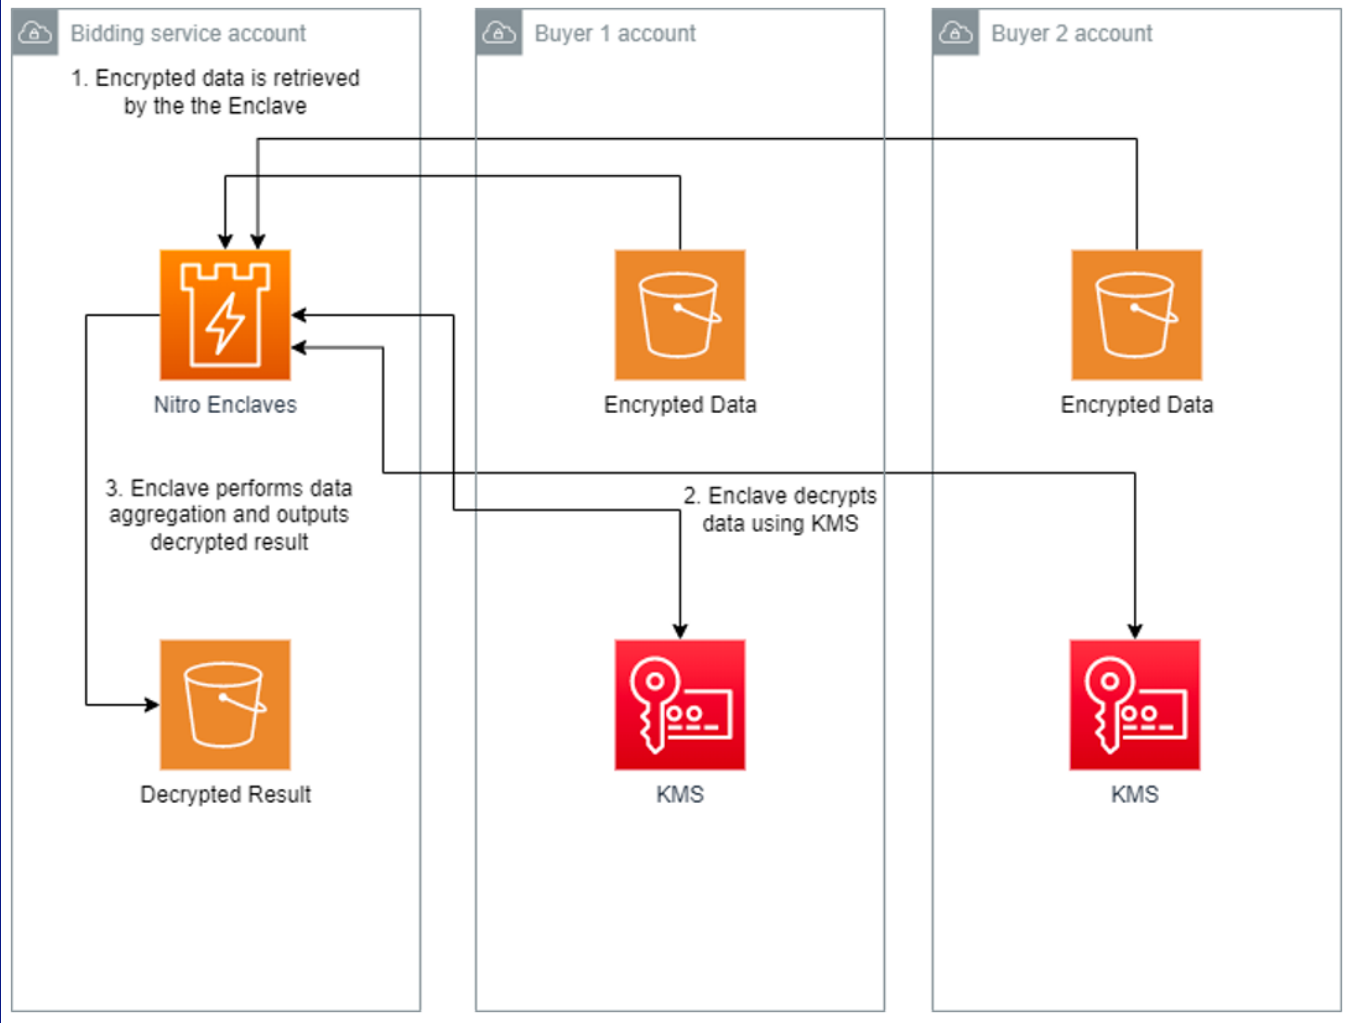 Bidding service account
1. Encrypted data is retrieved
by the the Enclave
Buyer 1 account
Buyer 2 account
Nitro Enclaves
Encrypted Data
Encrypted Data
3. Enclave performs data
aggregation and outputs
decrypted result
2. Enclave decrypts
data using KMS
Decrypted Result
KMS
KMS